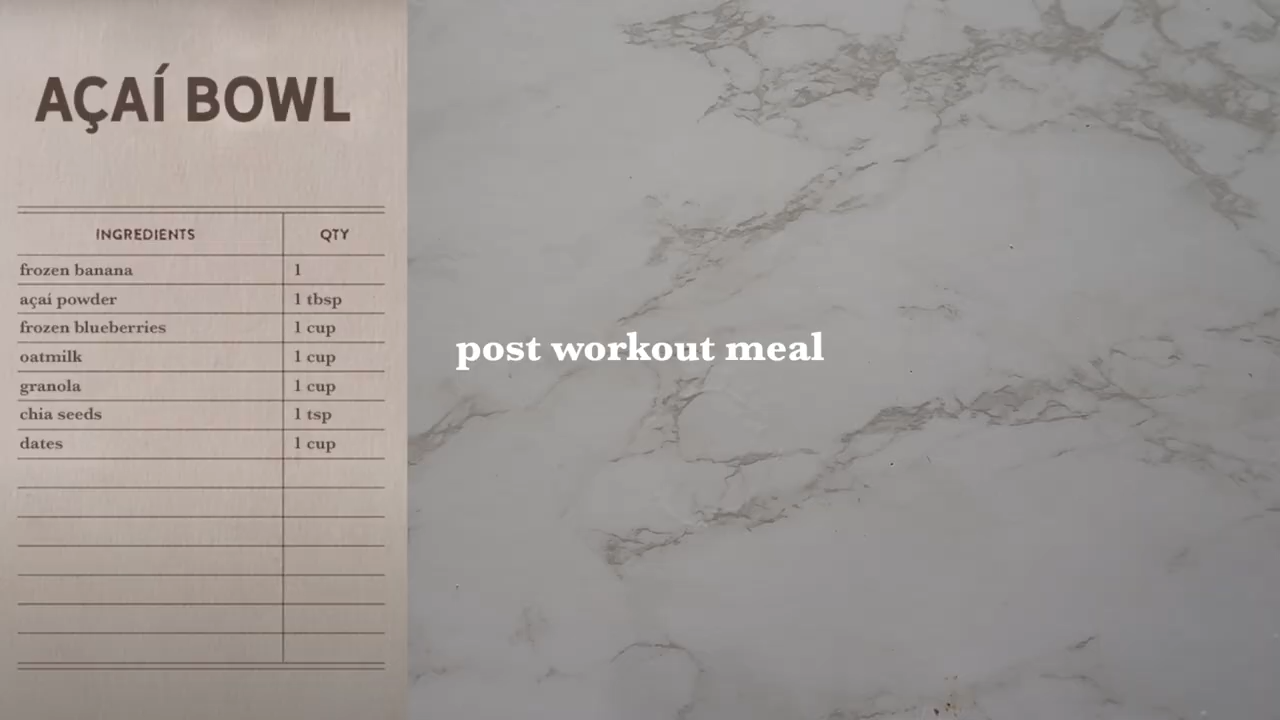 AÇAÍ BOWL
INGREDIENTS QTY
frozen banana 1
açaí powder 1 tbsp
frozen blueberries 1 cup
oatmilk 1 cup
granola 1 cup
chia seeds 1 tsp
dates 1 cup
post workout meal